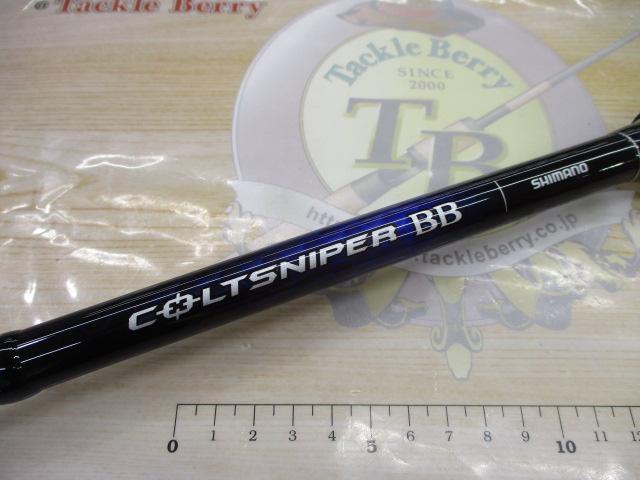 @Tackle Berry
Tackle Berry
SINCE
2000
TB
http
tackleberry.co.jp
SHIMANO
COLTSNIPER BB
0 1 2 3 4 5 6 7 8 9 10 11 12